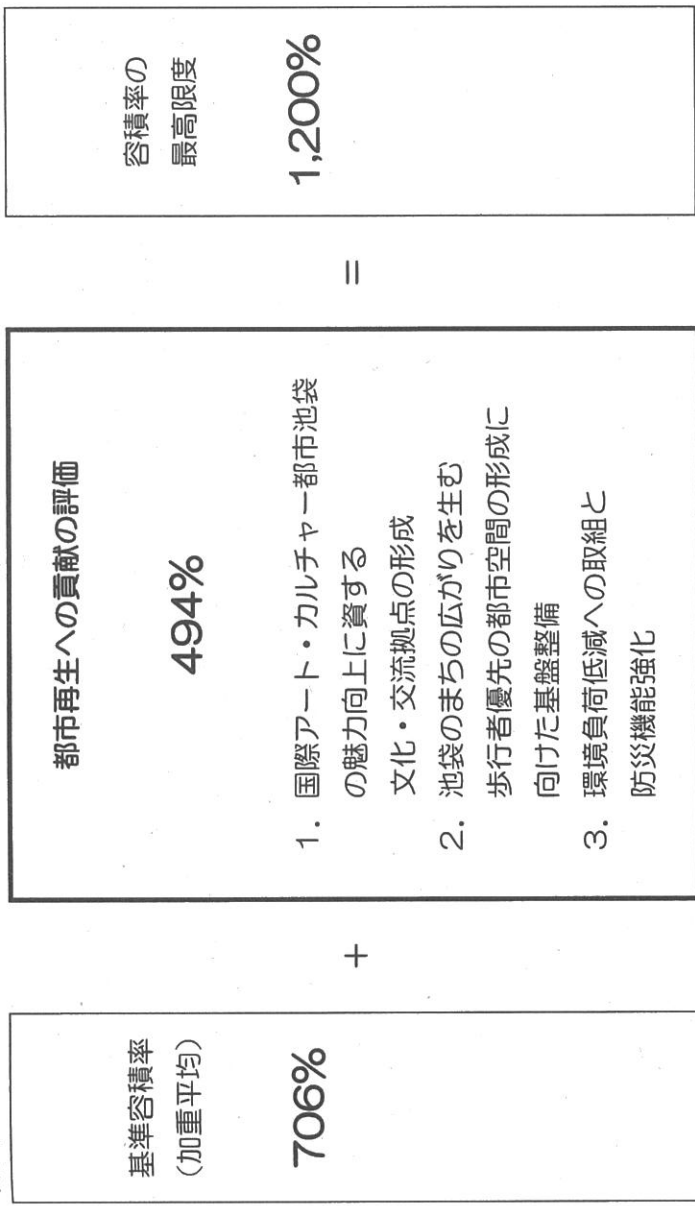 基準容積率
（加重平均）
706%
＋
都市再生への貢献の評価
494%
1．国際アート・カルチャー都市池袋
の魅力向上に資する
文化・交流拠点の形成
2．池袋のまちの広がりを生む
歩行者優先の都市空間の形成に
向けた基盤整備
3．環境負荷低減への取組と
防災機能強化
＝
容積率の
最高限度
1,200%